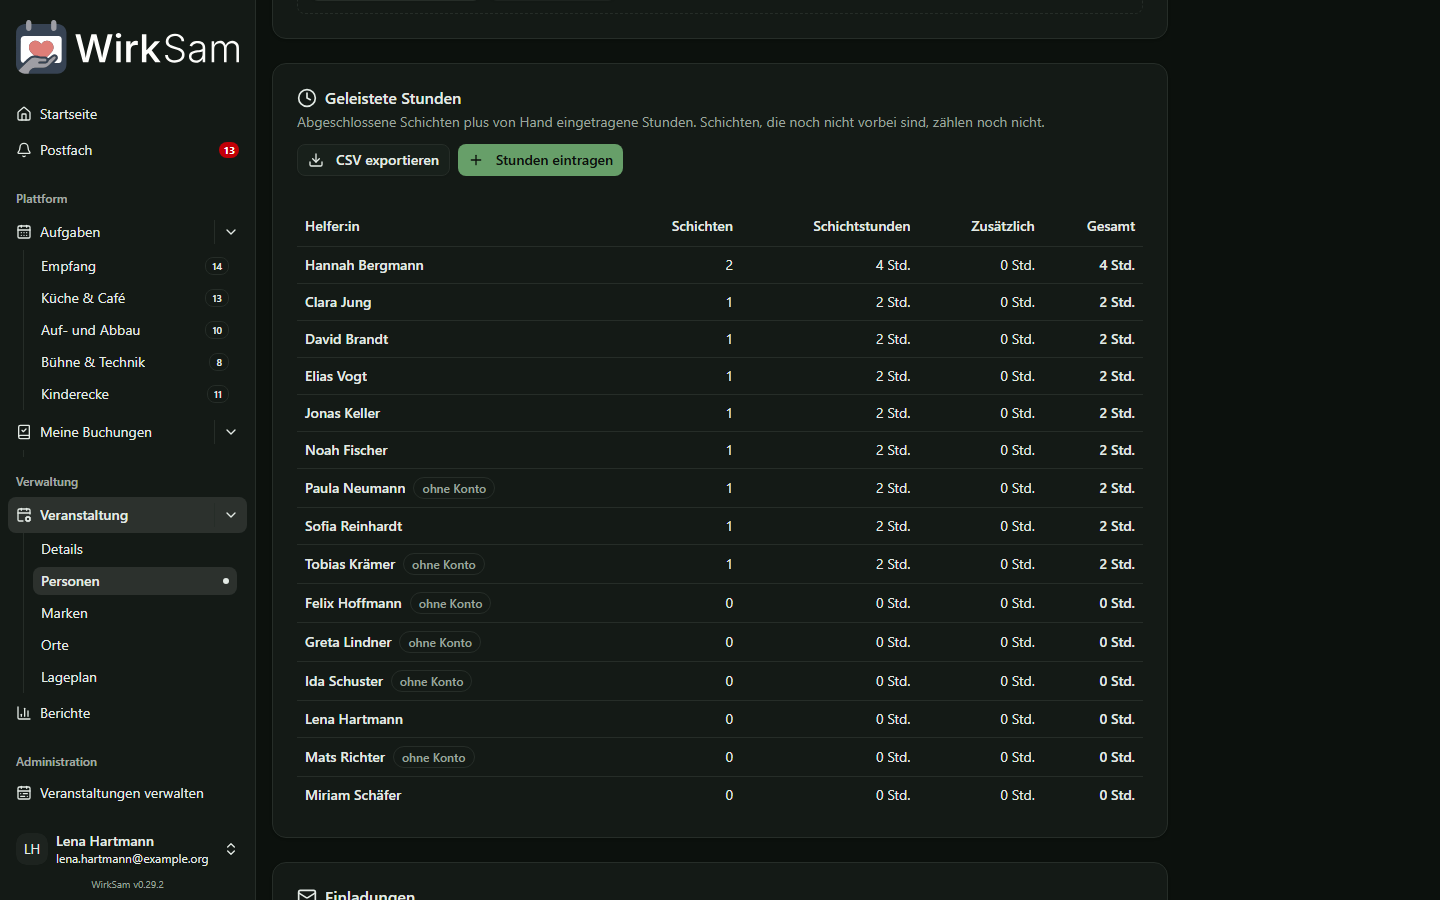 WirkSam
Startseite
Postfach 13
Plattform
Aufgaben
Empfang 14
Küche & Café 13
Auf- und Abbau 10
Bühne & Technik 8
Kinderecke 11
Meine Buchungen
Verwaltung
Veranstaltung
Details
Personen
Marken
Orte
Lageplan
Berichte
Administration
Veranstaltungen verwalten
LH Lena Hartmann
lena.hartmann@example.org
WirkSam v0.29.2
Geleistete Stunden
Abgeschlossene Schichten plus von Hand eingetragene Stunden. Schichten, die noch nicht vorbei sind, zählen noch nicht.
CSV exportieren + Stunden eintragen
Helfer:in Schichten Schichtstunden Zusätzlich Gesamt
Hannah Bergmann 2 4 Std. 0 Std. 4 Std.
Clara Jung 1 2 Std. 0 Std. 2 Std.
David Brandt 1 2 Std. 0 Std. 2 Std.
Elias Vogt 1 2 Std. 0 Std. 2 Std.
Jonas Keller 1 2 Std. 0 Std. 2 Std.
Noah Fischer 1 2 Std. 0 Std. 2 Std.
Paula Neumann ohne Konto 1 2 Std. 0 Std. 2 Std.
Sofia Reinhardt 1 2 Std. 0 Std. 2 Std.
Tobias Krämer ohne Konto 1 2 Std. 0 Std. 2 Std.
Felix Hoffmann ohne Konto 0 0 Std. 0 Std. 0 Std.
Greta Lindner ohne Konto 0 0 Std. 0 Std. 0 Std.
Ida Schuster ohne Konto 0 0 Std. 0 Std. 0 Std.
Lena Hartmann 0 0 Std. 0 Std. 0 Std.
Mats Richter ohne Konto 0 0 Std. 0 Std. 0 Std.
Miriam Schäfer 0 0 Std. 0 Std. 0 Std.
Einladungen